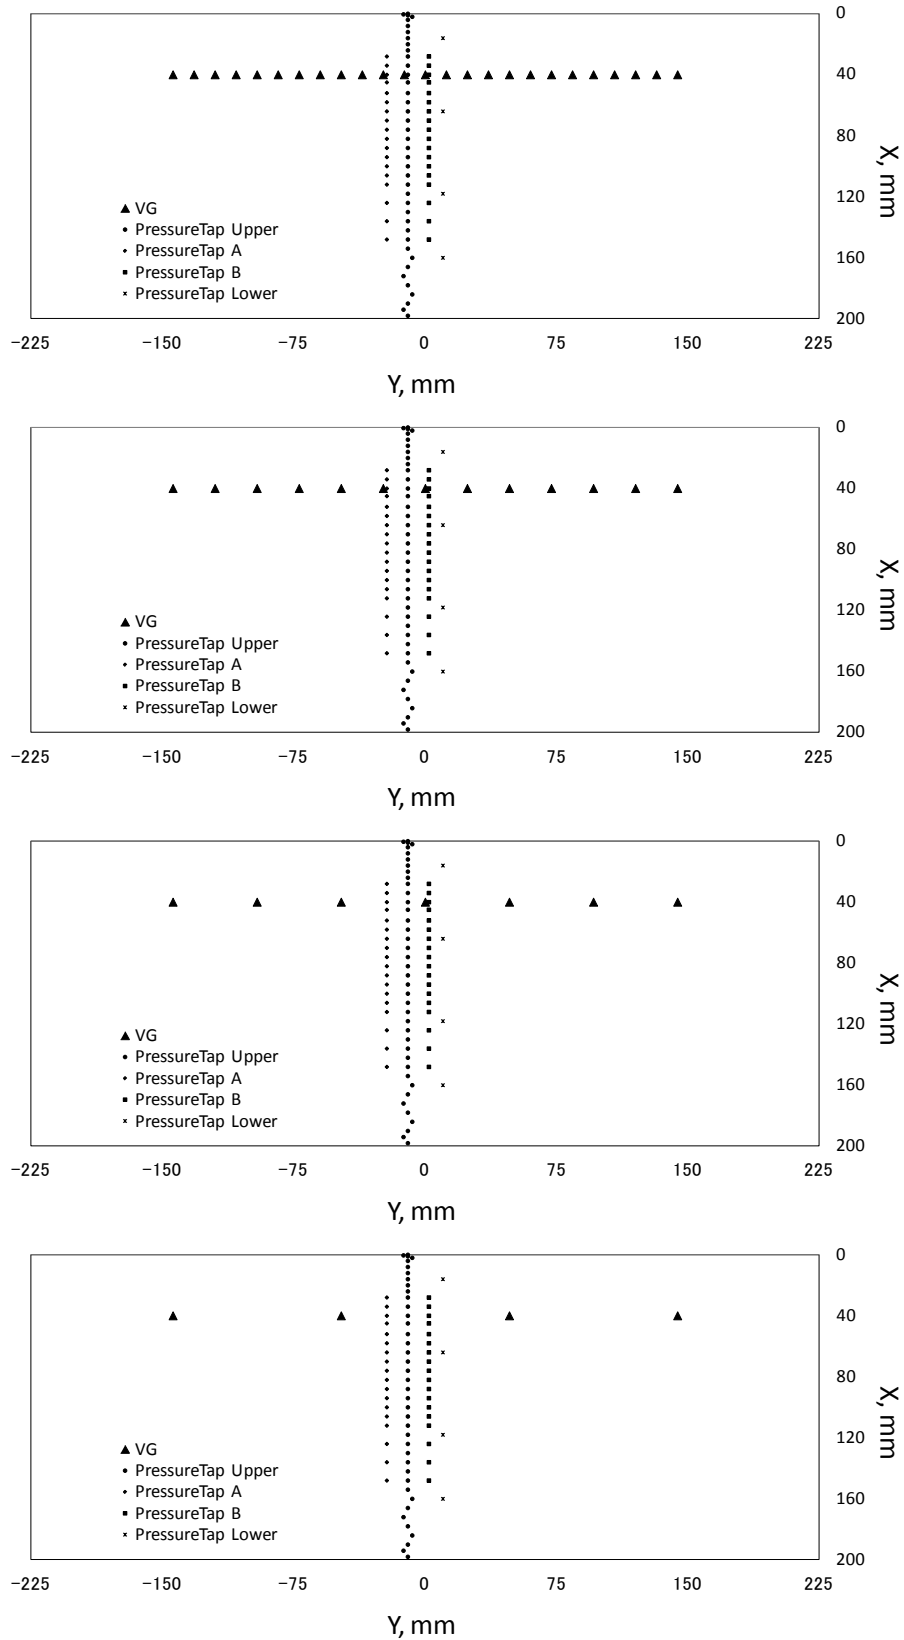 0
40
80
120
160
200
X, mm
▲ VG
• PressureTap Upper
⬩ PressureTap A
■ PressureTap B
× PressureTap Lower
−225 −150 −75 0 75 150 225
Y, mm
0
40
80
120
160
200
X, mm
▲ VG
• PressureTap Upper
⬩ PressureTap A
■ PressureTap B
× PressureTap Lower
−225 −150 −75 0 75 150 225
Y, mm
0
40
80
120
160
200
X, mm
▲ VG
• PressureTap Upper
⬩ PressureTap A
■ PressureTap B
× PressureTap Lower
−225 −150 −75 0 75 150 225
Y, mm
0
40
80
120
160
200
X, mm
▲ VG
• PressureTap Upper
⬩ PressureTap A
■ PressureTap B
× PressureTap Lower
−225 −150 −75 0 75 150 225
Y, mm